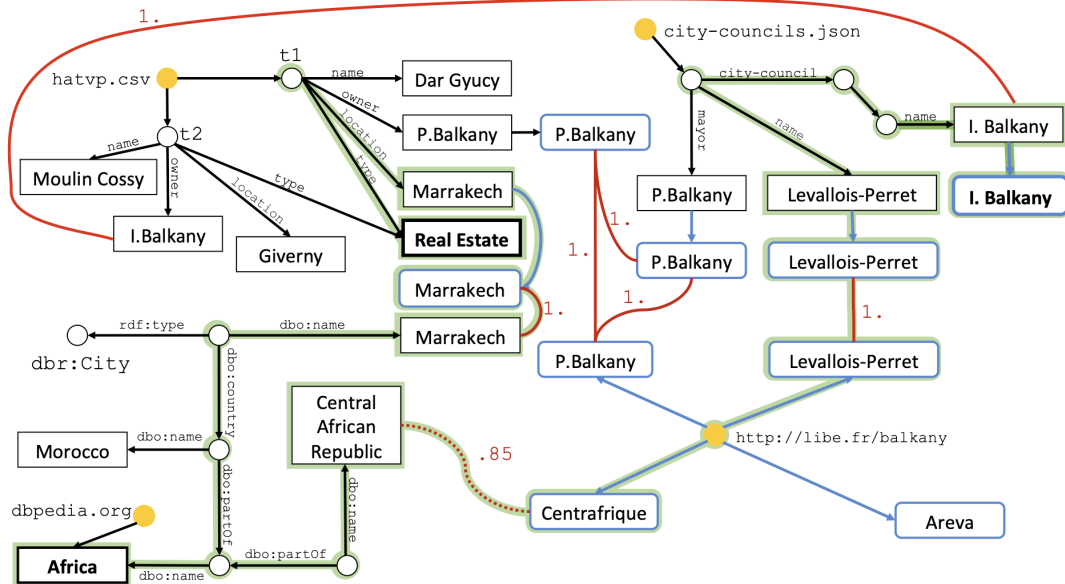 1.
city-councils.json
hatvp.csv
t1
name
Dar Gyucy
city-council
owner
P.Balkany
P.Balkany
location
type
mayor
name
name
I. Balkany
t2
name
Moulin Cossy
owner
location
type
Marrakech
P.Balkany
Levallois-Perret
I. Balkany
I.Balkany
Giverny
Real Estate
1.
1.
P.Balkany
Levallois-Perret
Marrakech
1.
1.
1.
rdf:type
dbo:name
Marrakech
dbr:City
P.Balkany
Levallois-Perret
dbo:country
Central
African
Republic
Morocco
dbo:name
.85
http://libe.fr/balkany
dbo:partOf
dbo:name
dbpedia.org
Centrafrique
Areva
Africa
dbo:name
dbo:partOf